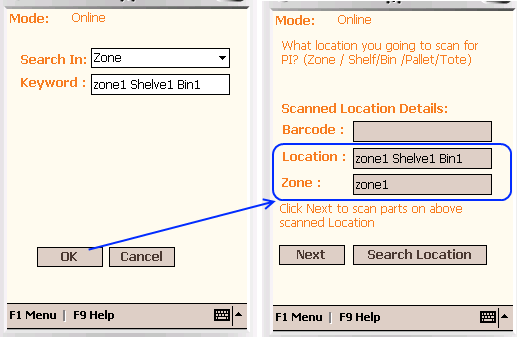 Mode: Online
Search In: Zone
Keyword : zone1 Shelve1 Bin1
OK Cancel
F1 Menu | F9 Help
Mode: Online
What location you going to scan for
PI? (Zone / Shelf/Bin /Pallet/Tote)
Scanned Location Details:
Barcode :
Location : zone1 Shelve1 Bin1
Zone : zone1
Click Next to scan parts on above
scanned Location
Next Search Location
F1 Menu | F9 Help